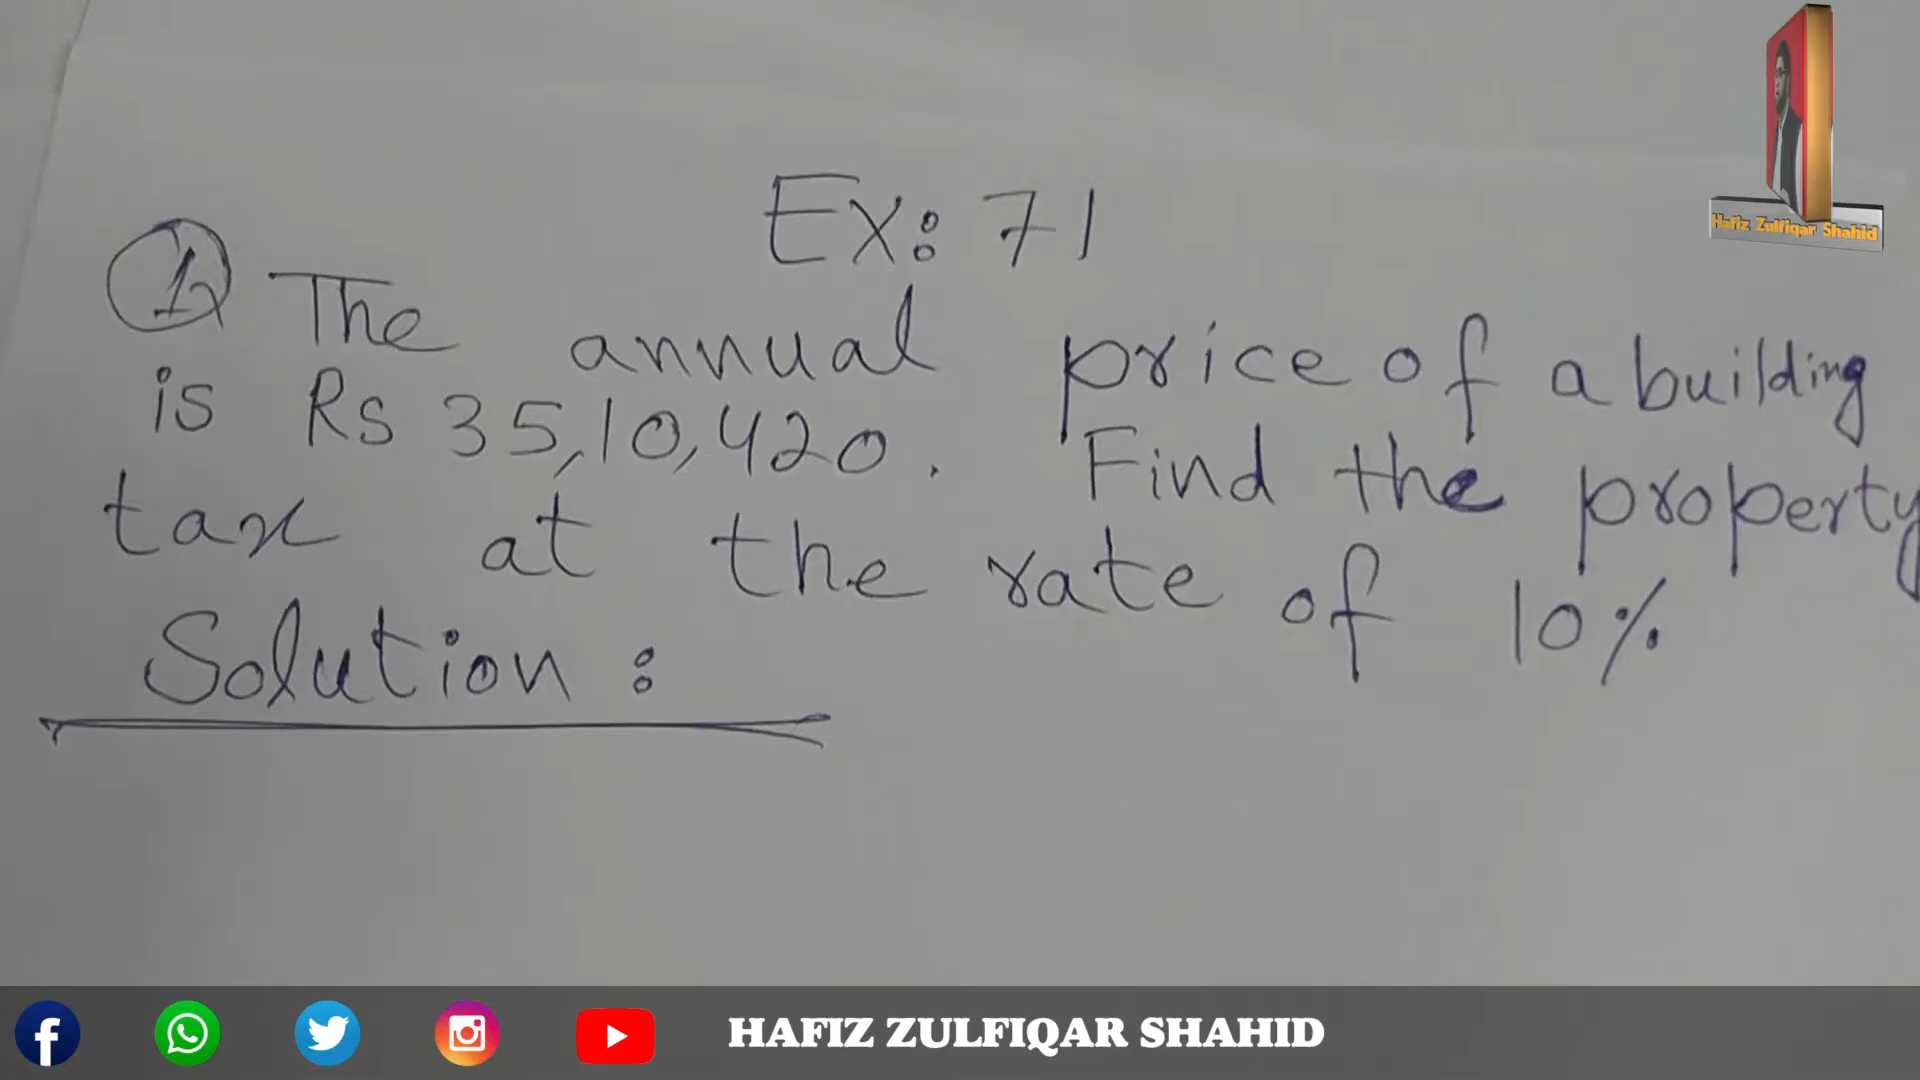 Hafiz Zulfiqar Shahid
Ex: 71
1 The annual price of a building
is Rs 35,10,420. Find the property
tax at the rate of 10%
Solution:
HAFIZ ZULFIQAR SHAHID